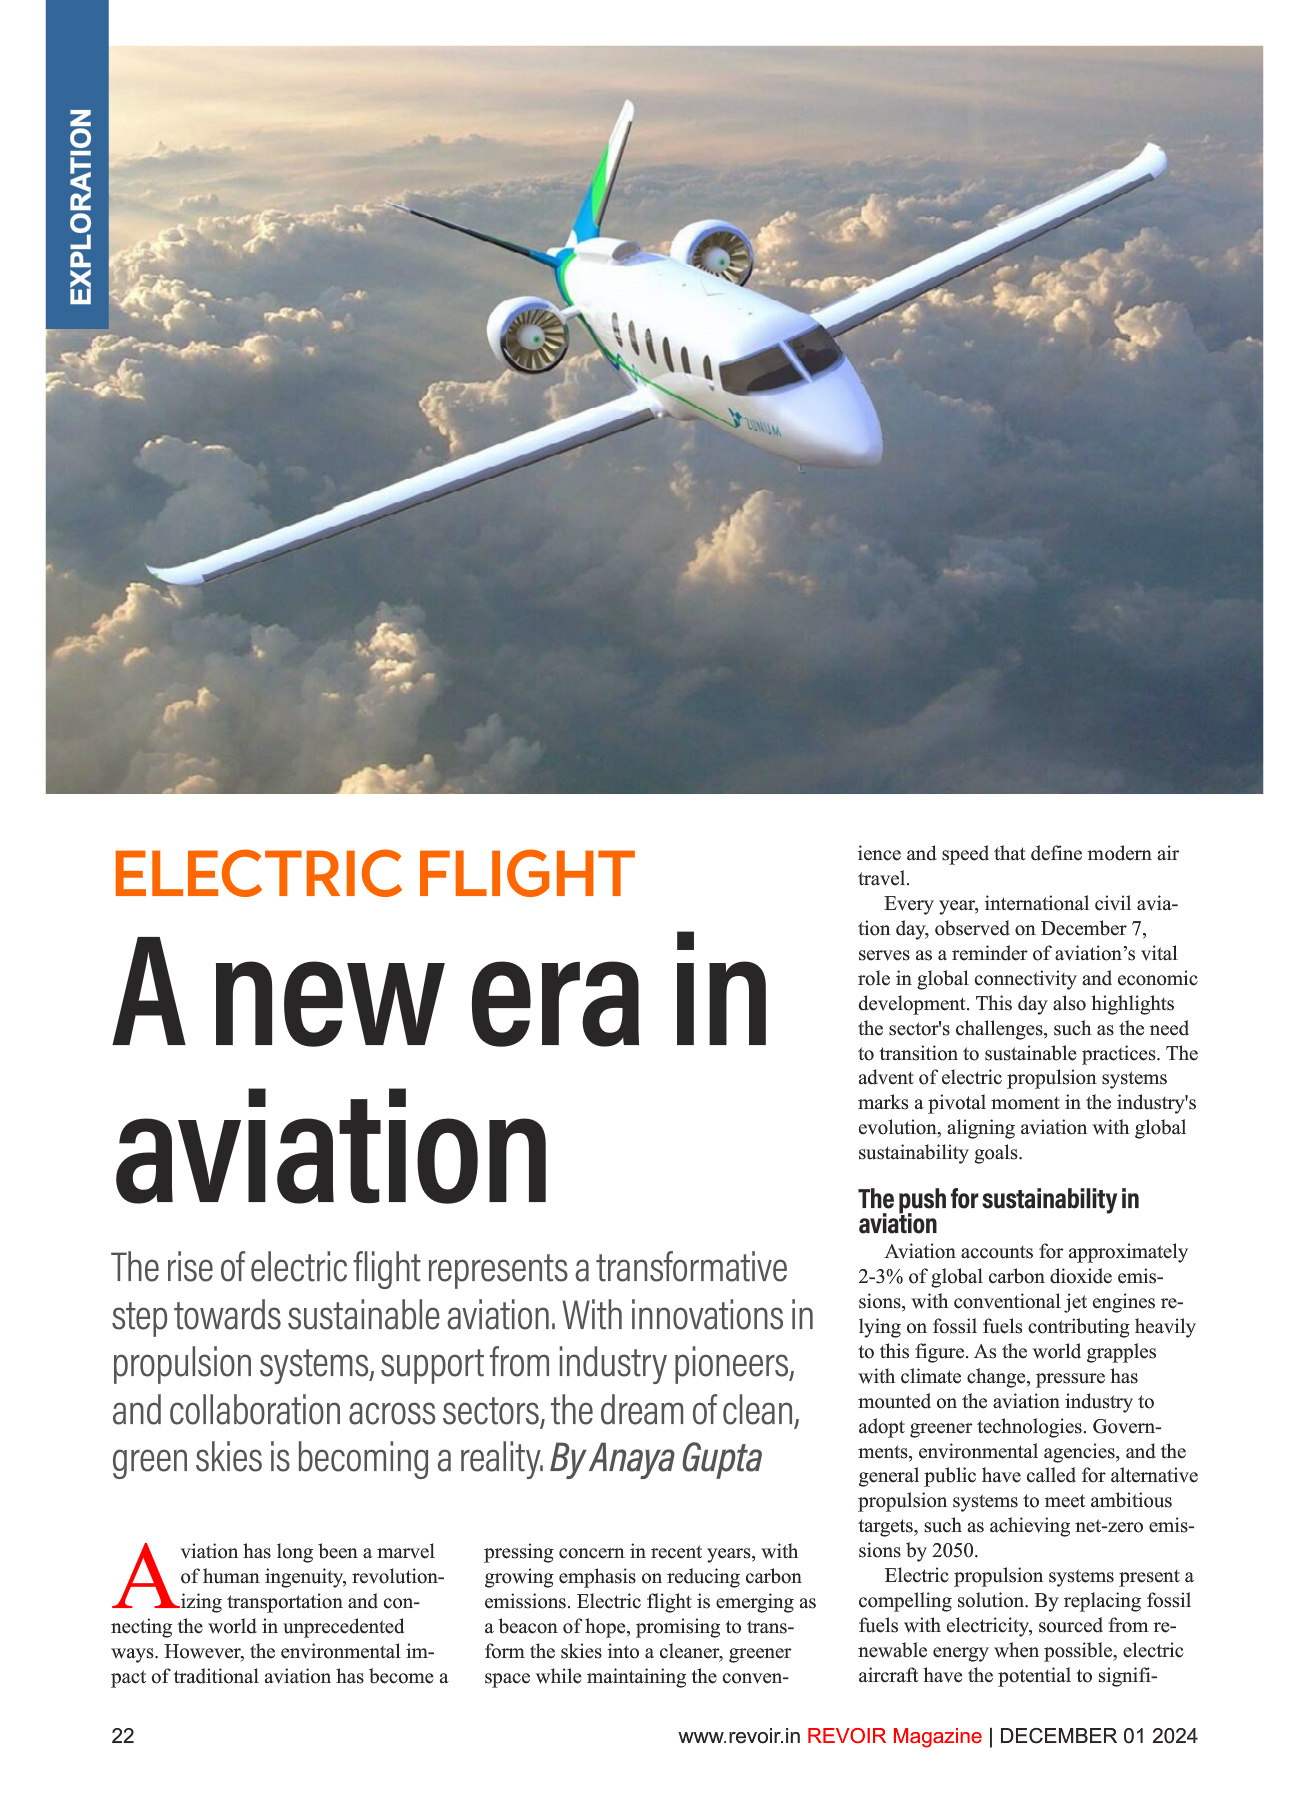 EXPLORATION
ZUNUM
ELECTRIC FLIGHT
A new era in
aviation
The rise of electric flight represents a transformative
step towards sustainable aviation. With innovations in
propulsion systems, support from industry pioneers,
and collaboration across sectors, the dream of clean,
green skies is becoming a reality. By Anaya Gupta
Aviation has long been a marvel
of human ingenuity, revolution-
izing transportation and con-
necting the world in unprecedented
ways. However, the environmental im-
pact of traditional aviation has become a
pressing concern in recent years, with
growing emphasis on reducing carbon
emissions. Electric flight is emerging as
a beacon of hope, promising to trans-
form the skies into a cleaner, greener
space while maintaining the conven-
ience and speed that define modern air
travel.
Every year, international civil avia-
tion day, observed on December 7,
serves as a reminder of aviation’s vital
role in global connectivity and economic
development. This day also highlights
the sector's challenges, such as the need
to transition to sustainable practices. The
advent of electric propulsion systems
marks a pivotal moment in the industry's
evolution, aligning aviation with global
sustainability goals.
The push for sustainability in
aviation
Aviation accounts for approximately
2-3% of global carbon dioxide emis-
sions, with conventional jet engines re-
lying on fossil fuels contributing heavily
to this figure. As the world grapples
with climate change, pressure has
mounted on the aviation industry to
adopt greener technologies. Govern-
ments, environmental agencies, and the
general public have called for alternative
propulsion systems to meet ambitious
targets, such as achieving net-zero emis-
sions by 2050.
Electric propulsion systems present a
compelling solution. By replacing fossil
fuels with electricity, sourced from re-
newable energy when possible, electric
aircraft have the potential to signifi-
22
www.revoir.in REVOIR Magazine | DECEMBER 01 2024